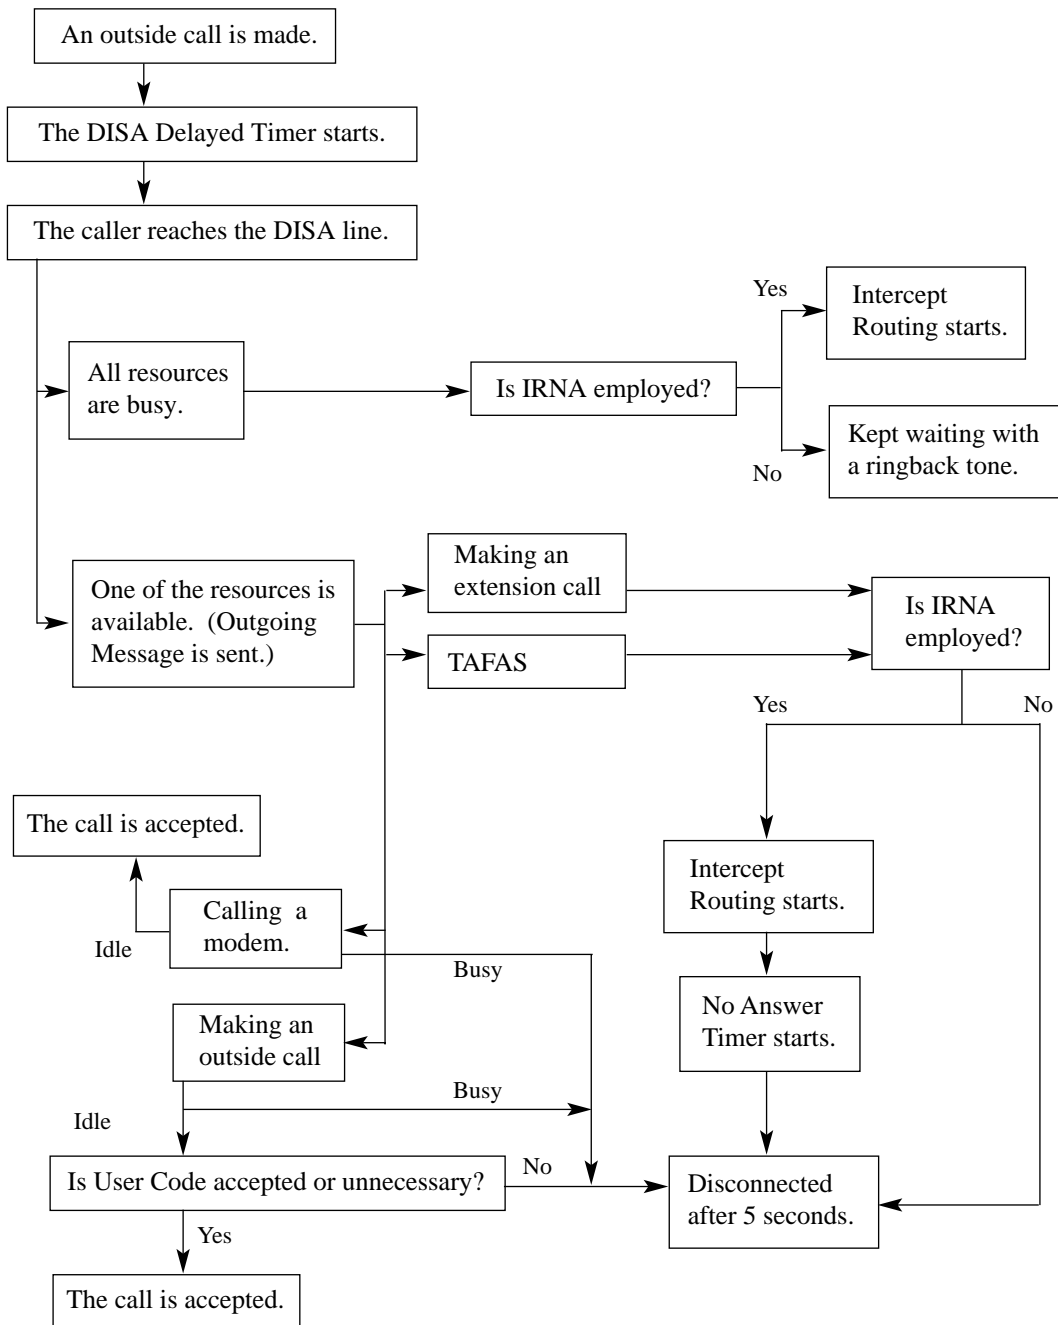 An outside call is made.
The DISA Delayed Timer starts.
The caller reaches the DISA line.
All resources
are busy.
Is IRNA employed?
Yes
Intercept
Routing starts.
No
Kept waiting with
a ringback tone.
One of the resources is
available. (Outgoing
Message is sent.)
Making an
extension call
TAFAS
Is IRNA
employed?
Yes
No
The call is accepted.
Idle
Calling a
modem.
Busy
Intercept
Routing starts.
No Answer
Timer starts.
Making an
outside call
Busy
Idle
Is User Code accepted or unnecessary?
No
Disconnected
after 5 seconds.
Yes
The call is accepted.